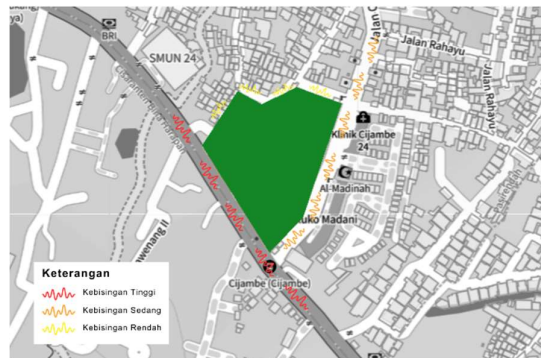 BRI
SMUN 24
Jalan Rahayu
Jalan Rahayu
Klinik Cijambe
24
Al-Madinah
Ruko Madani
Cijambe (Cijambe)
Keterangan
Kebisingan Tinggi
Kebisingan Sedang
Kebisingan Rendah